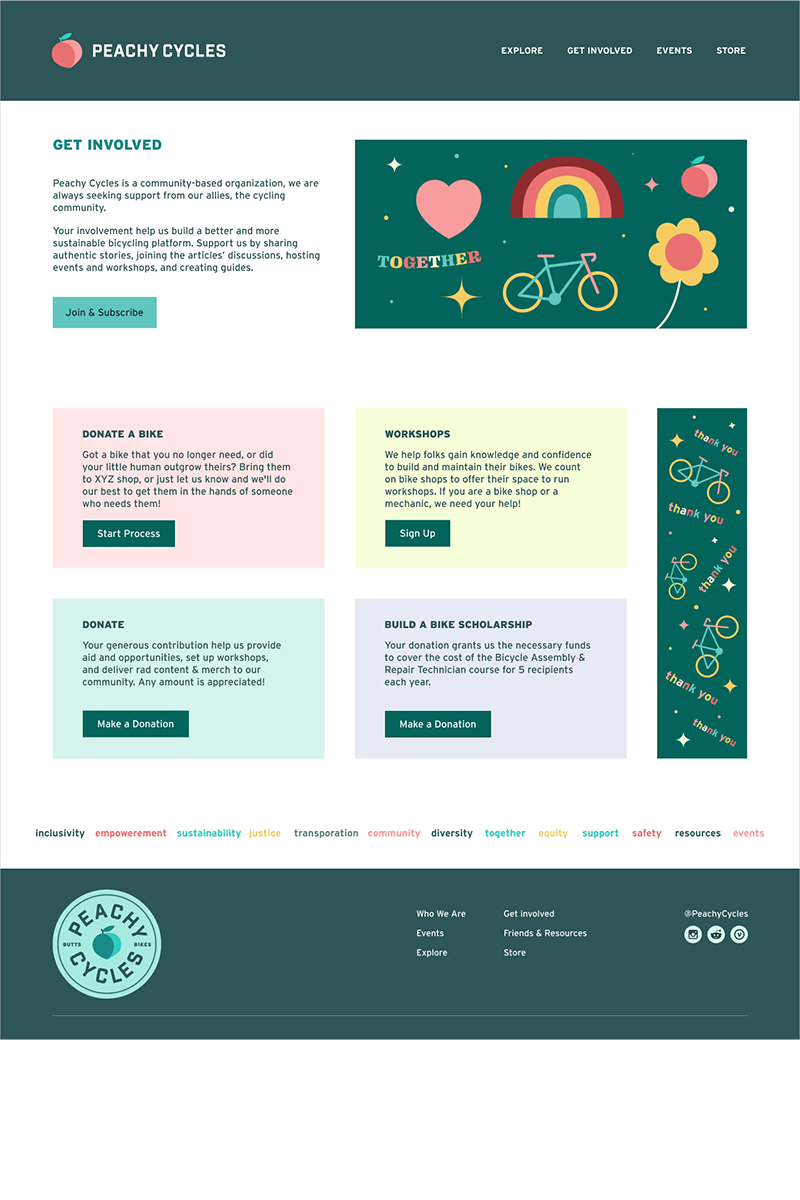 PEACHY CYCLES
EXPLORE GET INVOLVED EVENTS STORE
GET INVOLVED
Peachy Cycles is a community-based organization, we are
always seeking support from our allies, the cycling
community.
Your involvement help us build a better and more
sustainable bicycling platform. Support us by sharing
authentic stories, joining the articles' discussions, hosting
events and workshops, and creating guides.
Join & Subscribe
TOGETHER
DONATE A BIKE
Got a bike that you no longer need, or did
your little human outgrow theirs? Bring them
to XYZ shop, or just let us know and we'll do
our best to get them in the hands of someone
who needs them!
Start Process
WORKSHOPS
We help folks gain knowledge and confidence
to build and maintain their bikes. We count
on bike shops to offer their space to run
workshops. If you are a bike shop or a
mechanic, we need your help!
Sign Up
DONATE
Your generous contribution help us provide
aid and opportunities, set up workshops,
and deliver rad content & merch to our
community. Any amount is appreciated!
Make a Donation
BUILD A BIKE SCHOLARSHIP
Your donation grants us the necessary funds
to cover the cost of the Bicycle Assembly &
Repair Technician course for 5 recipients
each year.
Make a Donation
thank you
thank you
thank you
thank you
thank you
inclusivity empowerement sustainability justice transporation community diversity together equity support safety resources events
PEACHY
BUTTS BIKES
CYCLES
Who We Are
Events
Explore
Get involved
Friends & Resources
Store
@PeachyCycles